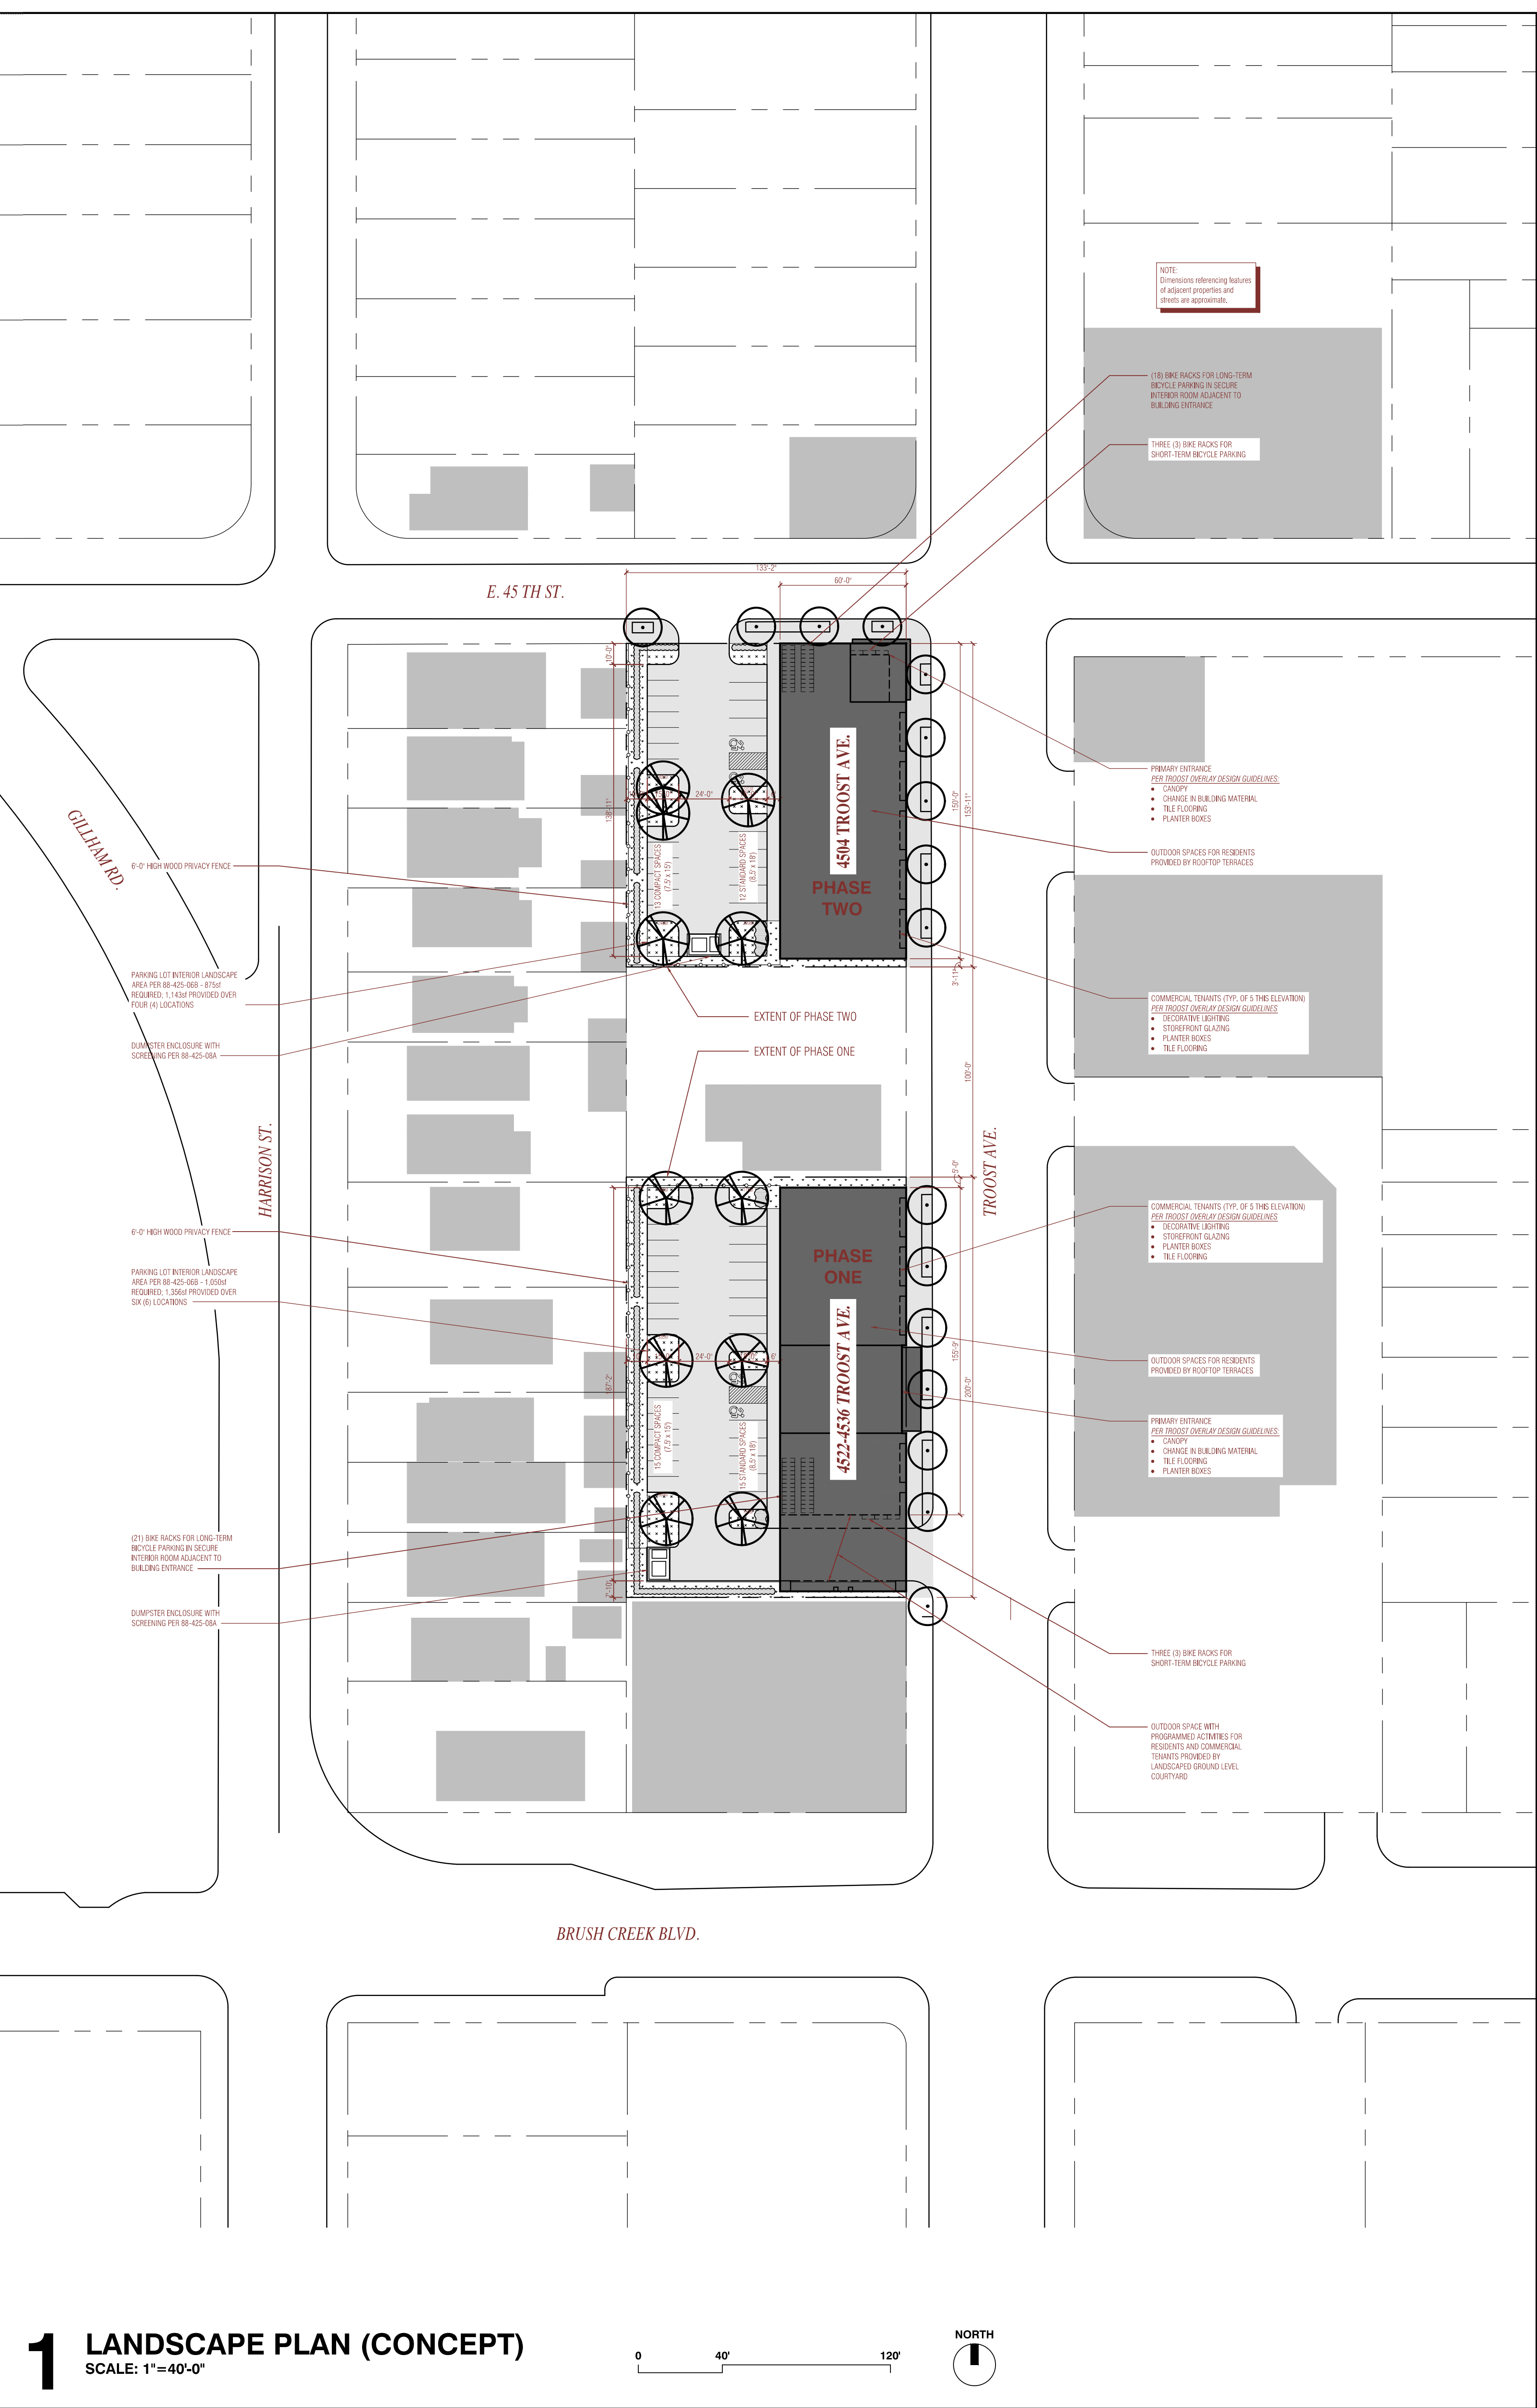 NOTE:
Dimensions referencing features
of adjacent properties and
streets are approximate.
(18) BIKE RACKS FOR LONG-TERM
BICYCLE PARKING IN SECURE
INTERIOR ROOM ADJACENT TO
BUILDING ENTRANCE
THREE (3) BIKE RACKS FOR
SHORT-TERM BICYCLE PARKING
133'-2"
60'-0"
E. 45 TH ST.
10'-0"
138'-11"
24'-0"
6'
13 COMPACT SPACES
(7.5' x 15')
12 STANDARD SPACES
(8.5' x 18')
4504 TROOST AVE.
PHASE
TWO
150'-0"
153'-11"
3'-11"
PRIMARY ENTRANCE
PER TROOST OVERLAY DESIGN GUIDELINES:
• CANOPY
• CHANGE IN BUILDING MATERIAL
• TILE FLOORING
• PLANTER BOXES
OUTDOOR SPACES FOR RESIDENTS
PROVIDED BY ROOFTOP TERRACES
GILLHAM RD.
6'-0" HIGH WOOD PRIVACY FENCE
PARKING LOT INTERIOR LANDSCAPE
AREA PER 88-425-06B - 875sf
REQUIRED; 1,143sf PROVIDED OVER
FOUR (4) LOCATIONS
DUMPSTER ENCLOSURE WITH
SCREENING PER 88-425-08A
COMMERCIAL TENANTS (TYP. OF 5 THIS ELEVATION)
PER TROOST OVERLAY DESIGN GUIDELINES
• DECORATIVE LIGHTING
• STOREFRONT GLAZING
• PLANTER BOXES
• TILE FLOORING
EXTENT OF PHASE TWO
EXTENT OF PHASE ONE
100'-0"
HARRISON ST.
TROOST AVE.
5'-0"
6'-0" HIGH WOOD PRIVACY FENCE
PARKING LOT INTERIOR LANDSCAPE
AREA PER 88-425-06B - 1,050sf
REQUIRED; 1,356sf PROVIDED OVER
SIX (6) LOCATIONS
COMMERCIAL TENANTS (TYP. OF 5 THIS ELEVATION)
PER TROOST OVERLAY DESIGN GUIDELINES
• DECORATIVE LIGHTING
• STOREFRONT GLAZING
• PLANTER BOXES
• TILE FLOORING
PHASE
ONE
4522-4536 TROOST AVE.
187'-2"
24'-0"
6'
155'-9"
200'-0"
15 COMPACT SPACES
(7.5' x 15')
15 STANDARD SPACES
(8.5' x 18')
OUTDOOR SPACES FOR RESIDENTS
PROVIDED BY ROOFTOP TERRACES
PRIMARY ENTRANCE
PER TROOST OVERLAY DESIGN GUIDELINES:
• CANOPY
• CHANGE IN BUILDING MATERIAL
• TILE FLOORING
• PLANTER BOXES
(21) BIKE RACKS FOR LONG-TERM
BICYCLE PARKING IN SECURE
INTERIOR ROOM ADJACENT TO
BUILDING ENTRANCE
DUMPSTER ENCLOSURE WITH
SCREENING PER 88-425-08A
THREE (3) BIKE RACKS FOR
SHORT-TERM BICYCLE PARKING
OUTDOOR SPACE WITH
PROGRAMMED ACTIVITIES FOR
RESIDENTS AND COMMERCIAL
TENANTS PROVIDED BY
LANDSCAPED GROUND LEVEL
COURTYARD
BRUSH CREEK BLVD.
1
LANDSCAPE PLAN (CONCEPT)
SCALE: 1"=40'-0"
0 40' 120'
NORTH